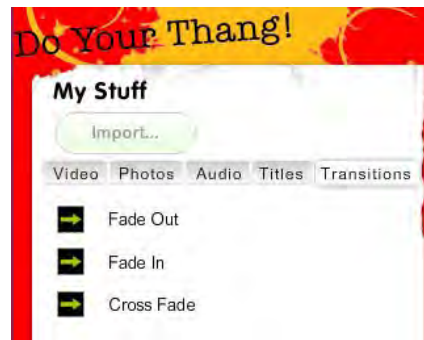 Do Your Thang!
My Stuff
Import...
Video Photos Audio Titles Transitions
Fade Out
Fade In
Cross Fade